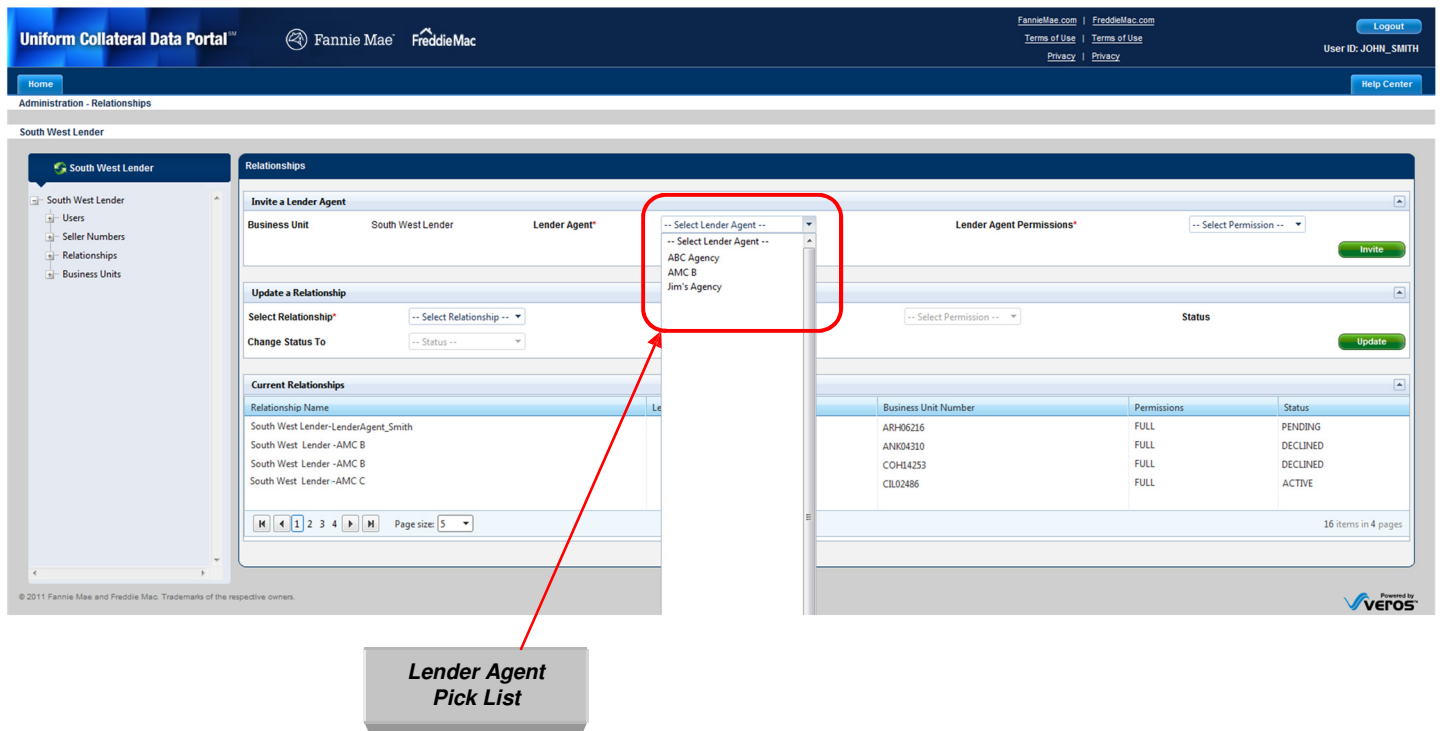 Uniform Collateral Data Portal℠
Fannie Mae
Freddie Mac
FannieMae.com | FreddieMac.com
Terms of Use | Terms of Use
Privacy | Privacy
Logout
User ID: JOHN_SMITH
Home
Help Center
Administration - Relationships
South West Lender
South West Lender
South West Lender
Users
Seller Numbers
Relationships
Business Units
Relationships
Invite a Lender Agent
Business Unit South West Lender Lender Agent* -- Select Lender Agent -- Lender Agent Permissions* -- Select Permission --
-- Select Lender Agent --
ABC Agency
AMC B
Jim's Agency
Invite
Update a Relationship
Select Relationship* -- Select Relationship -- -- Select Permission -- Status
Change Status To -- Status -- Update
Current Relationships
Relationship Name Le Business Unit Number Permissions Status
South West Lender-LenderAgent_Smith ARH06216 FULL PENDING
South West Lender -AMC B ANK04310 FULL DECLINED
South West Lender -AMC B COH14253 FULL DECLINED
South West Lender -AMC C CIL02486 FULL ACTIVE
1 2 3 4 Page size: 5 16 items in 4 pages
© 2011 Fannie Mae and Freddie Mac. Trademarks of the respective owners.
Powered by
veros™
Lender Agent
Pick List